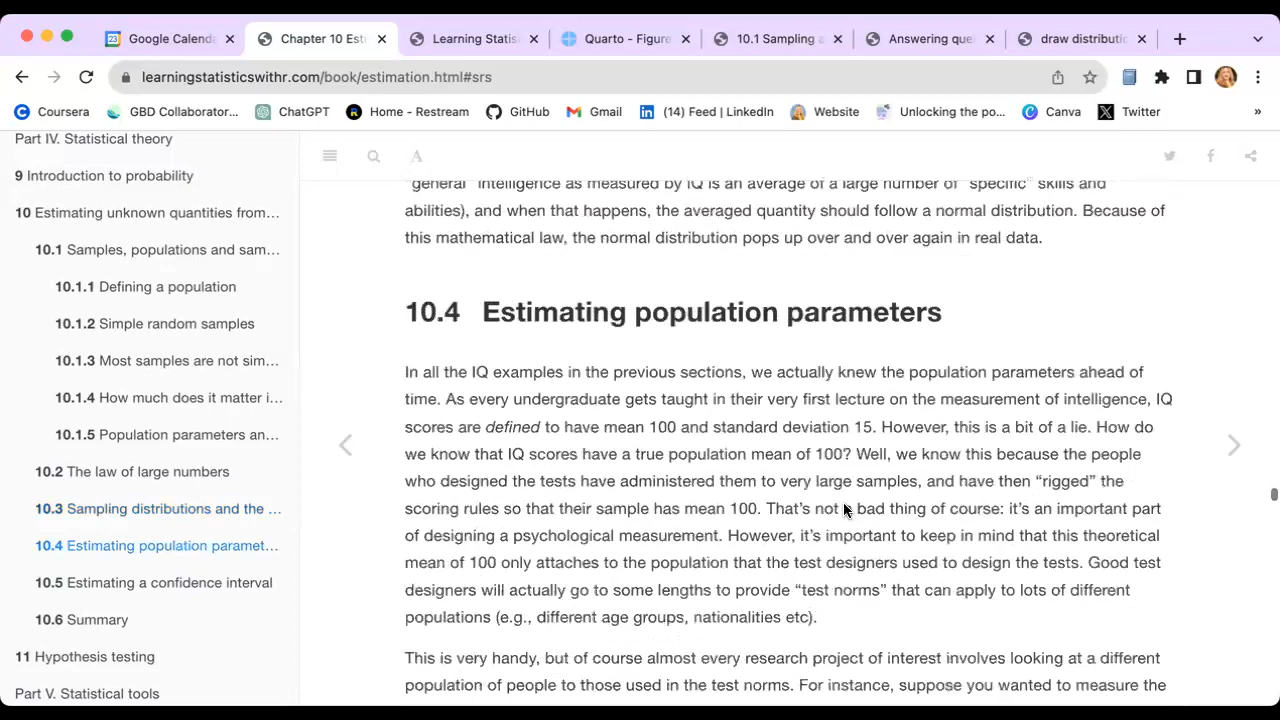 Google Calenda
Chapter 10 Est
Learning Statis
Quarto - Figure
10.1 Sampling a
Answering que
draw distributio
learningstatisticswithr.com/book/estimation.html#srs
Coursera
GBD Collaborator...
ChatGPT
Home - Restream
GitHub
Gmail
(14) Feed | LinkedIn
Website
Unlocking the po...
Canva
Twitter
»
Part IV. Statistical theory
9 Introduction to probability
10 Estimating unknown quantities from...
10.1 Samples, populations and sam...
10.1.1 Defining a population
10.1.2 Simple random samples
10.1.3 Most samples are not sim...
10.1.4 How much does it matter i...
10.1.5 Population parameters an...
10.2 The law of large numbers
10.3 Sampling distributions and the ...
10.4 Estimating population paramet...
10.5 Estimating a confidence interval
10.6 Summary
11 Hypothesis testing
Part V. Statistical tools
"general" intelligence as measured by IQ is an average of a large number of "specific" skills and
abilities), and when that happens, the averaged quantity should follow a normal distribution. Because of
this mathematical law, the normal distribution pops up over and over again in real data.
10.4 Estimating population parameters
In all the IQ examples in the previous sections, we actually knew the population parameters ahead of
time. As every undergraduate gets taught in their very first lecture on the measurement of intelligence, IQ
scores are defined to have mean 100 and standard deviation 15. However, this is a bit of a lie. How do
we know that IQ scores have a true population mean of 100? Well, we know this because the people
who designed the tests have administered them to very large samples, and have then “rigged” the
scoring rules so that their sample has mean 100. That’s not a bad thing of course: it’s an important part
of designing a psychological measurement. However, it’s important to keep in mind that this theoretical
mean of 100 only attaches to the population that the test designers used to design the tests. Good test
designers will actually go to some lengths to provide “test norms” that can apply to lots of different
populations (e.g., different age groups, nationalities etc).
This is very handy, but of course almost every research project of interest involves looking at a different
population of people to those used in the test norms. For instance, suppose you wanted to measure the